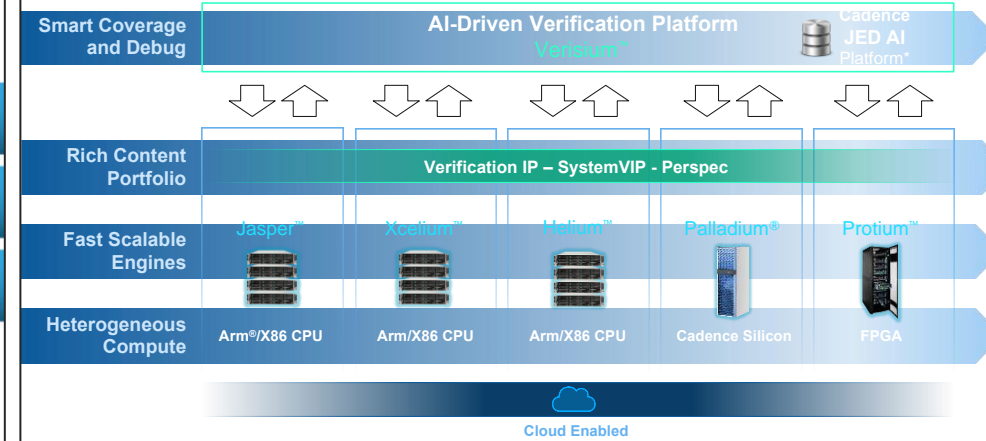 Smart Coverage
and Debug
AI-Driven Verification Platform
Verisium™
Cadence
JED AI
Platform*
Rich Content
Portfolio
Verification IP – SystemVIP - Perspec
Fast Scalable
Engines
Jasper™
Xcelium™
Helium™
Palladium®
Protium™
Heterogeneous
Compute
Arm®/X86 CPU
Arm/X86 CPU
Arm/X86 CPU
Cadence Silicon
FPGA
Cloud Enabled